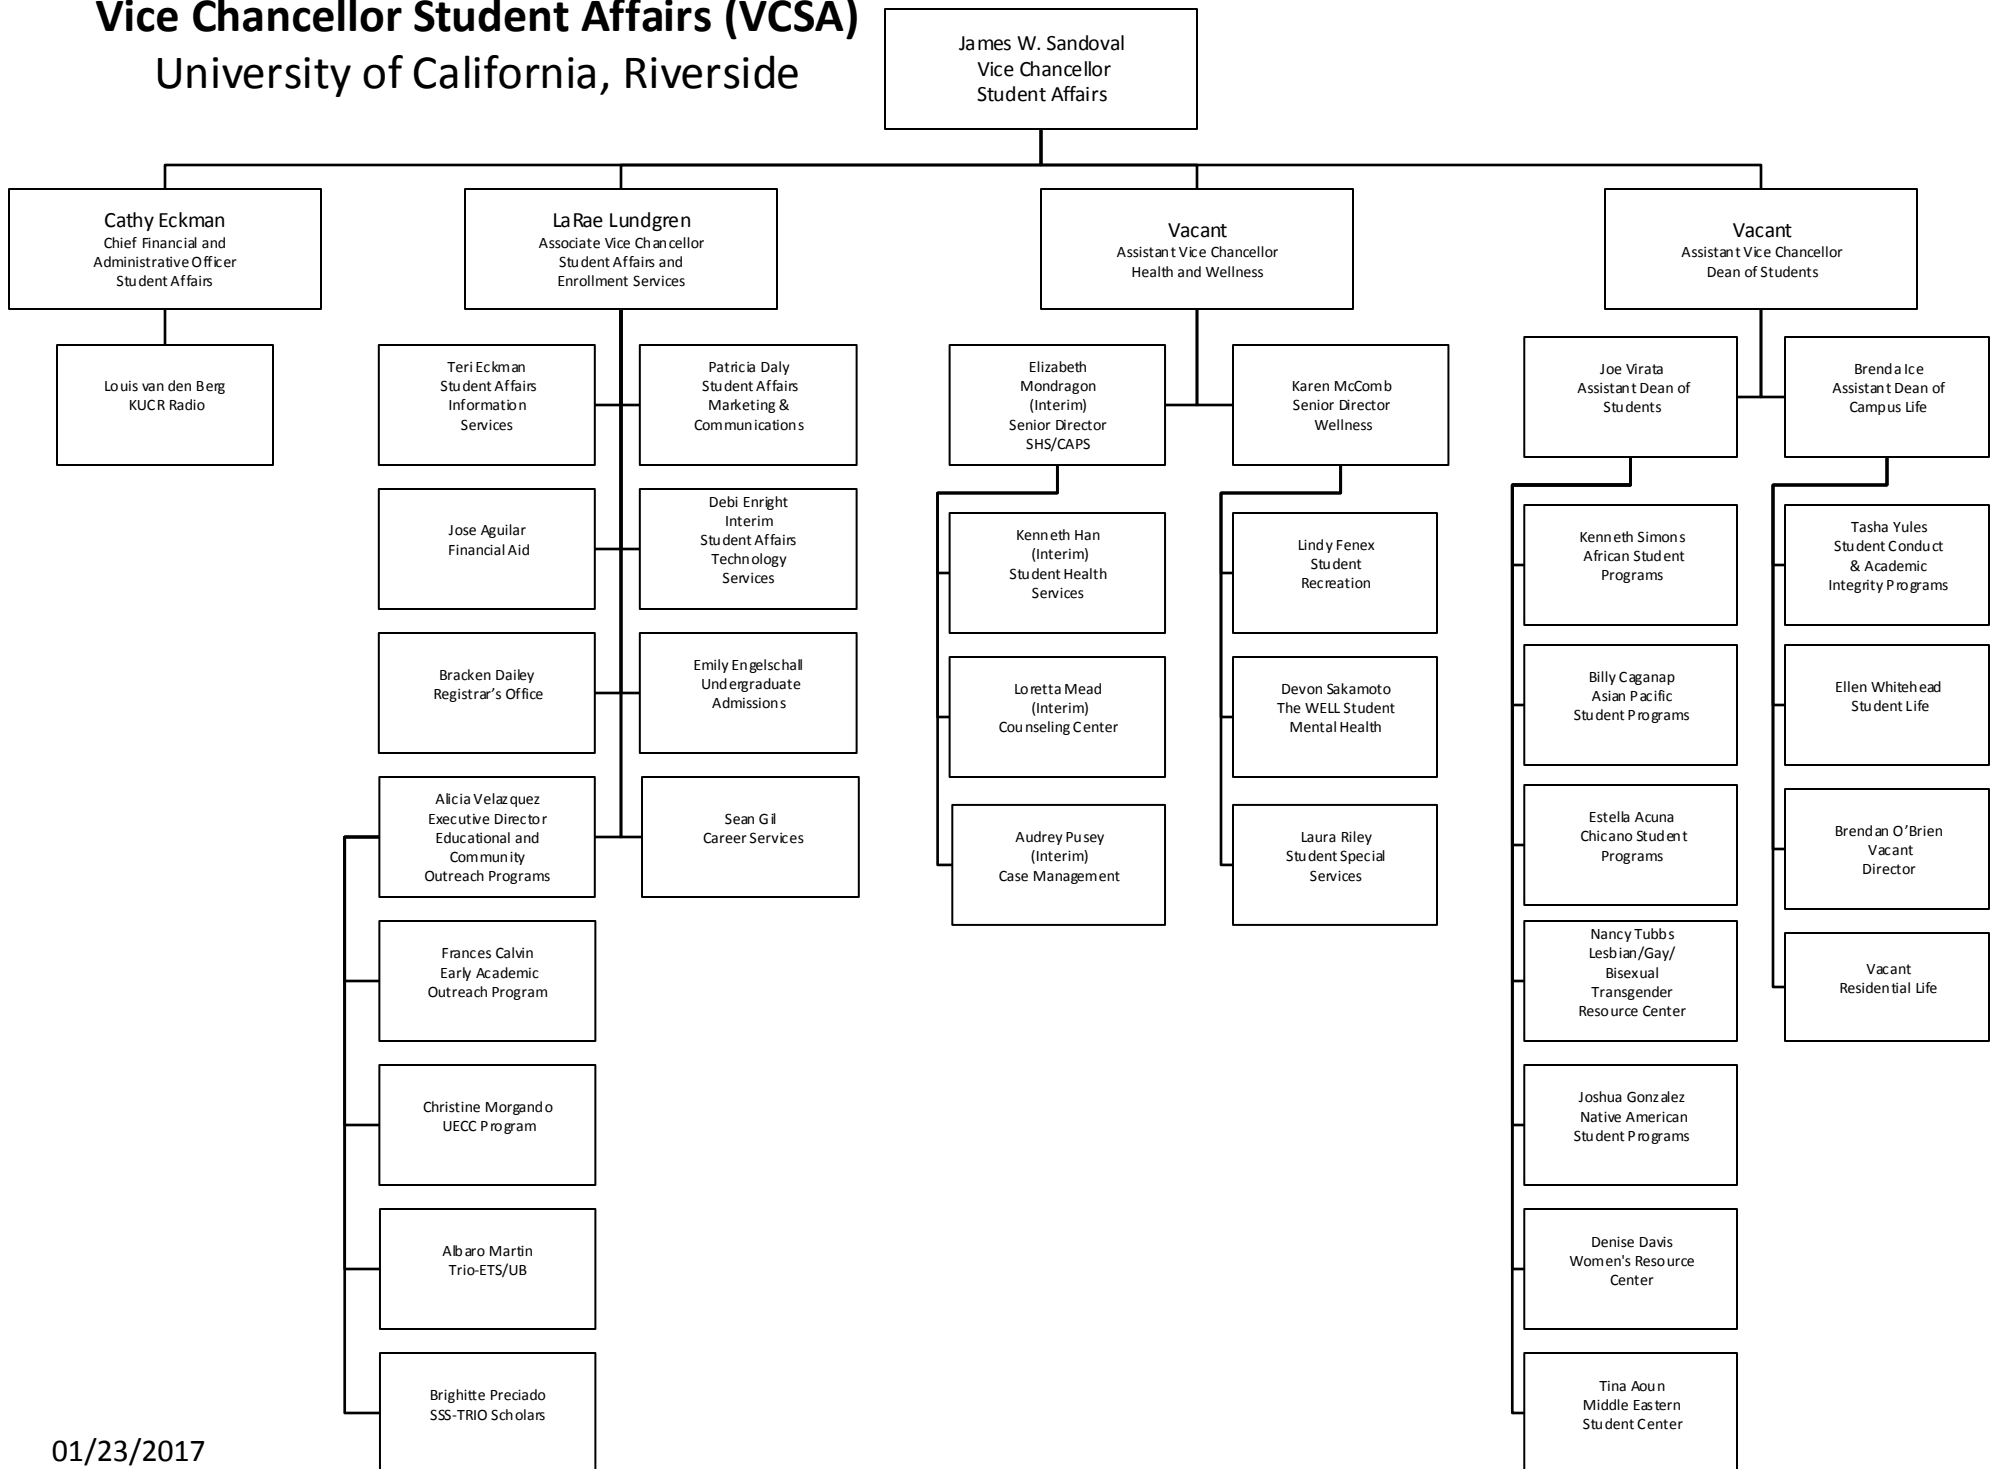 Vice Chancellor Student Affairs (VCSA)
University of California, Riverside
James W. Sandoval
Vice Chancellor
Student Affairs
Cathy Eckman
Chief Financial and
Administrative Officer
Student Affairs
LaRae Lundgren
Associate Vice Chancellor
Student Affairs and
Enrollment Services
Vacant
Assistant Vice Chancellor
Health and Wellness
Vacant
Assistant Vice Chancellor
Dean of Students
Louis van den Berg
KUCR Radio
Teri Eckman
Student Affairs
Information
Services
Patricia Daly
Student Affairs
Marketing &
Communications
Jose Aguilar
Financial Aid
Debi Enright
Interim
Student Affairs
Technology
Services
Bracken Dailey
Registrar’s Office
Emily Engelschall
Undergraduate
Admissions
Alicia Velazquez
Executive Director
Educational and
Community
Outreach Programs
Sean Gil
Career Services
Frances Calvin
Early Academic
Outreach Program
Christine Morgando
UECC Program
Albaro Martin
Trio-ETS/UB
Brighitte Preciado
SSS-TRIO Scholars
Elizabeth
Mondragon
(Interim)
Senior Director
SHS/CAPS
Karen McComb
Senior Director
Wellness
Kenneth Han
(Interim)
Student Health
Services
Lindy Fenex
Student
Recreation
Loretta Mead
(Interim)
Counseling Center
Devon Sakamoto
The WELL Student
Mental Health
Audrey Pusey
(Interim)
Case Management
Laura Riley
Student Special
Services
Joe Virata
Assistant Dean of
Students
Brenda Ice
Assistant Dean of
Campus Life
Kenneth Simons
African Student
Programs
Tasha Yules
Student Conduct
& Academic
Integrity Programs
Billy Caganap
Asian Pacific
Student Programs
Ellen Whitehead
Student Life
Estella Acuna
Chicano Student
Programs
Brendan O’Brien
Vacant
Director
Nancy Tubbs
Lesbian/Gay/
Bisexual
Transgender
Resource Center
Vacant
Residential Life
Joshua Gonzalez
Native American
Student Programs
Denise Davis
Women's Resource
Center
Tina Aoun
Middle Eastern
Student Center
01/23/2017